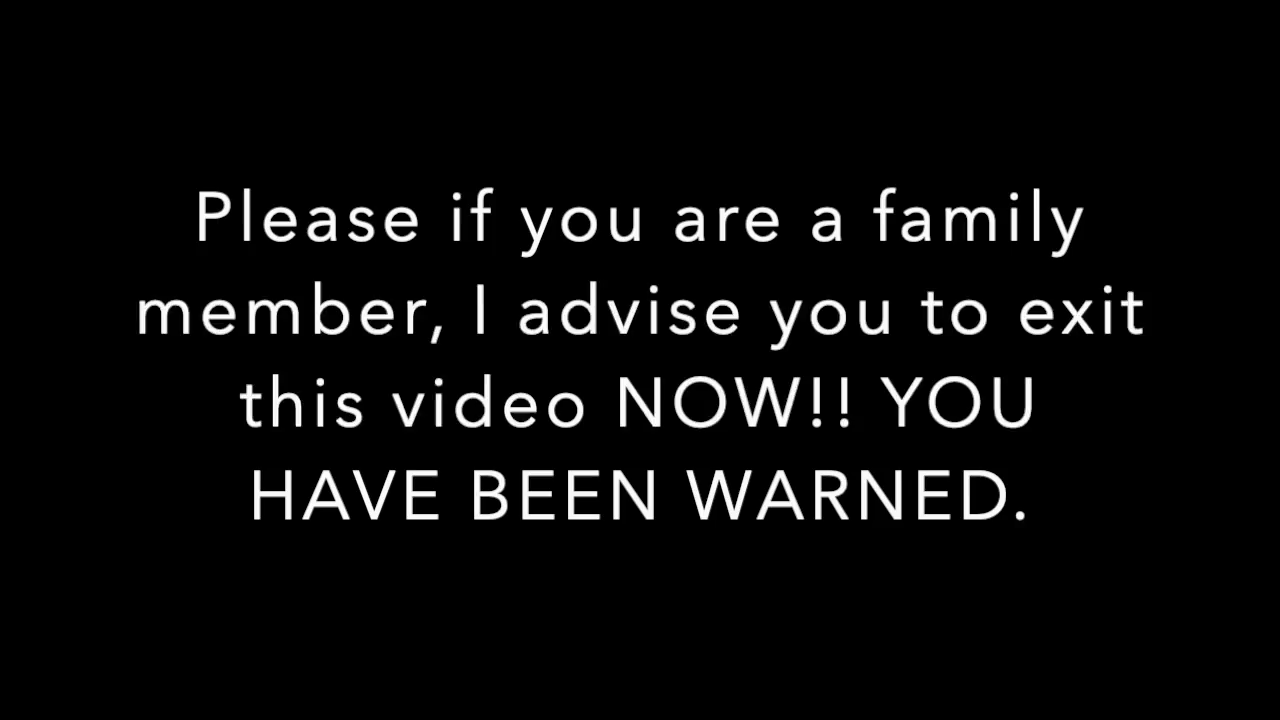 Please if you are a family
member, I advise you to exit
this video NOW!! YOU
HAVE BEEN WARNED.